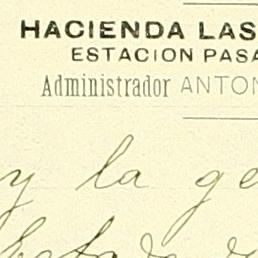 HACIENDA LAS
ESTACION PASA
Administrador ANTON
y la ge